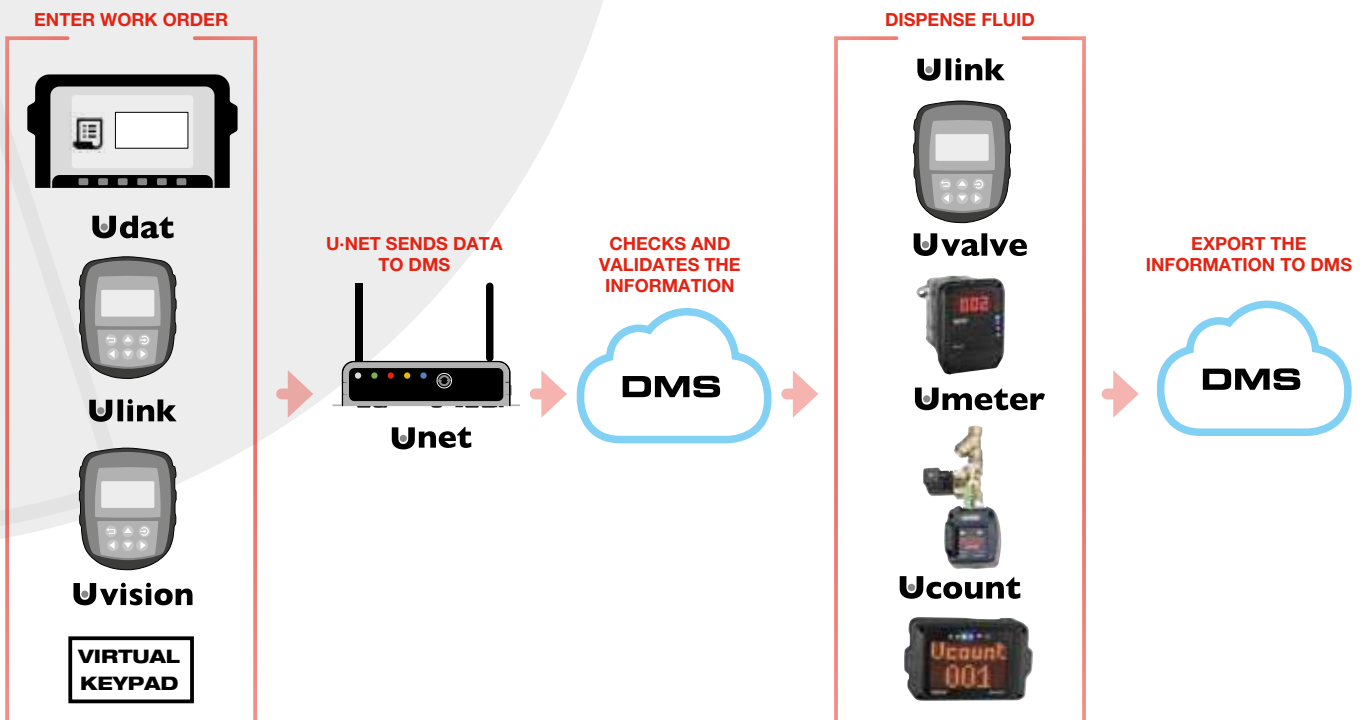 ENTER WORK ORDER
Udat
Ulink
Uvision
VIRTUAL
KEYPAD
U·NET SENDS DATA
TO DMS
Unet
CHECKS AND
VALIDATES THE
INFORMATION
DMS
DISPENSE FLUID
Ulink
Uvalve
002
Umeter
Ucount
Ucount
001
EXPORT THE
INFORMATION TO DMS
DMS